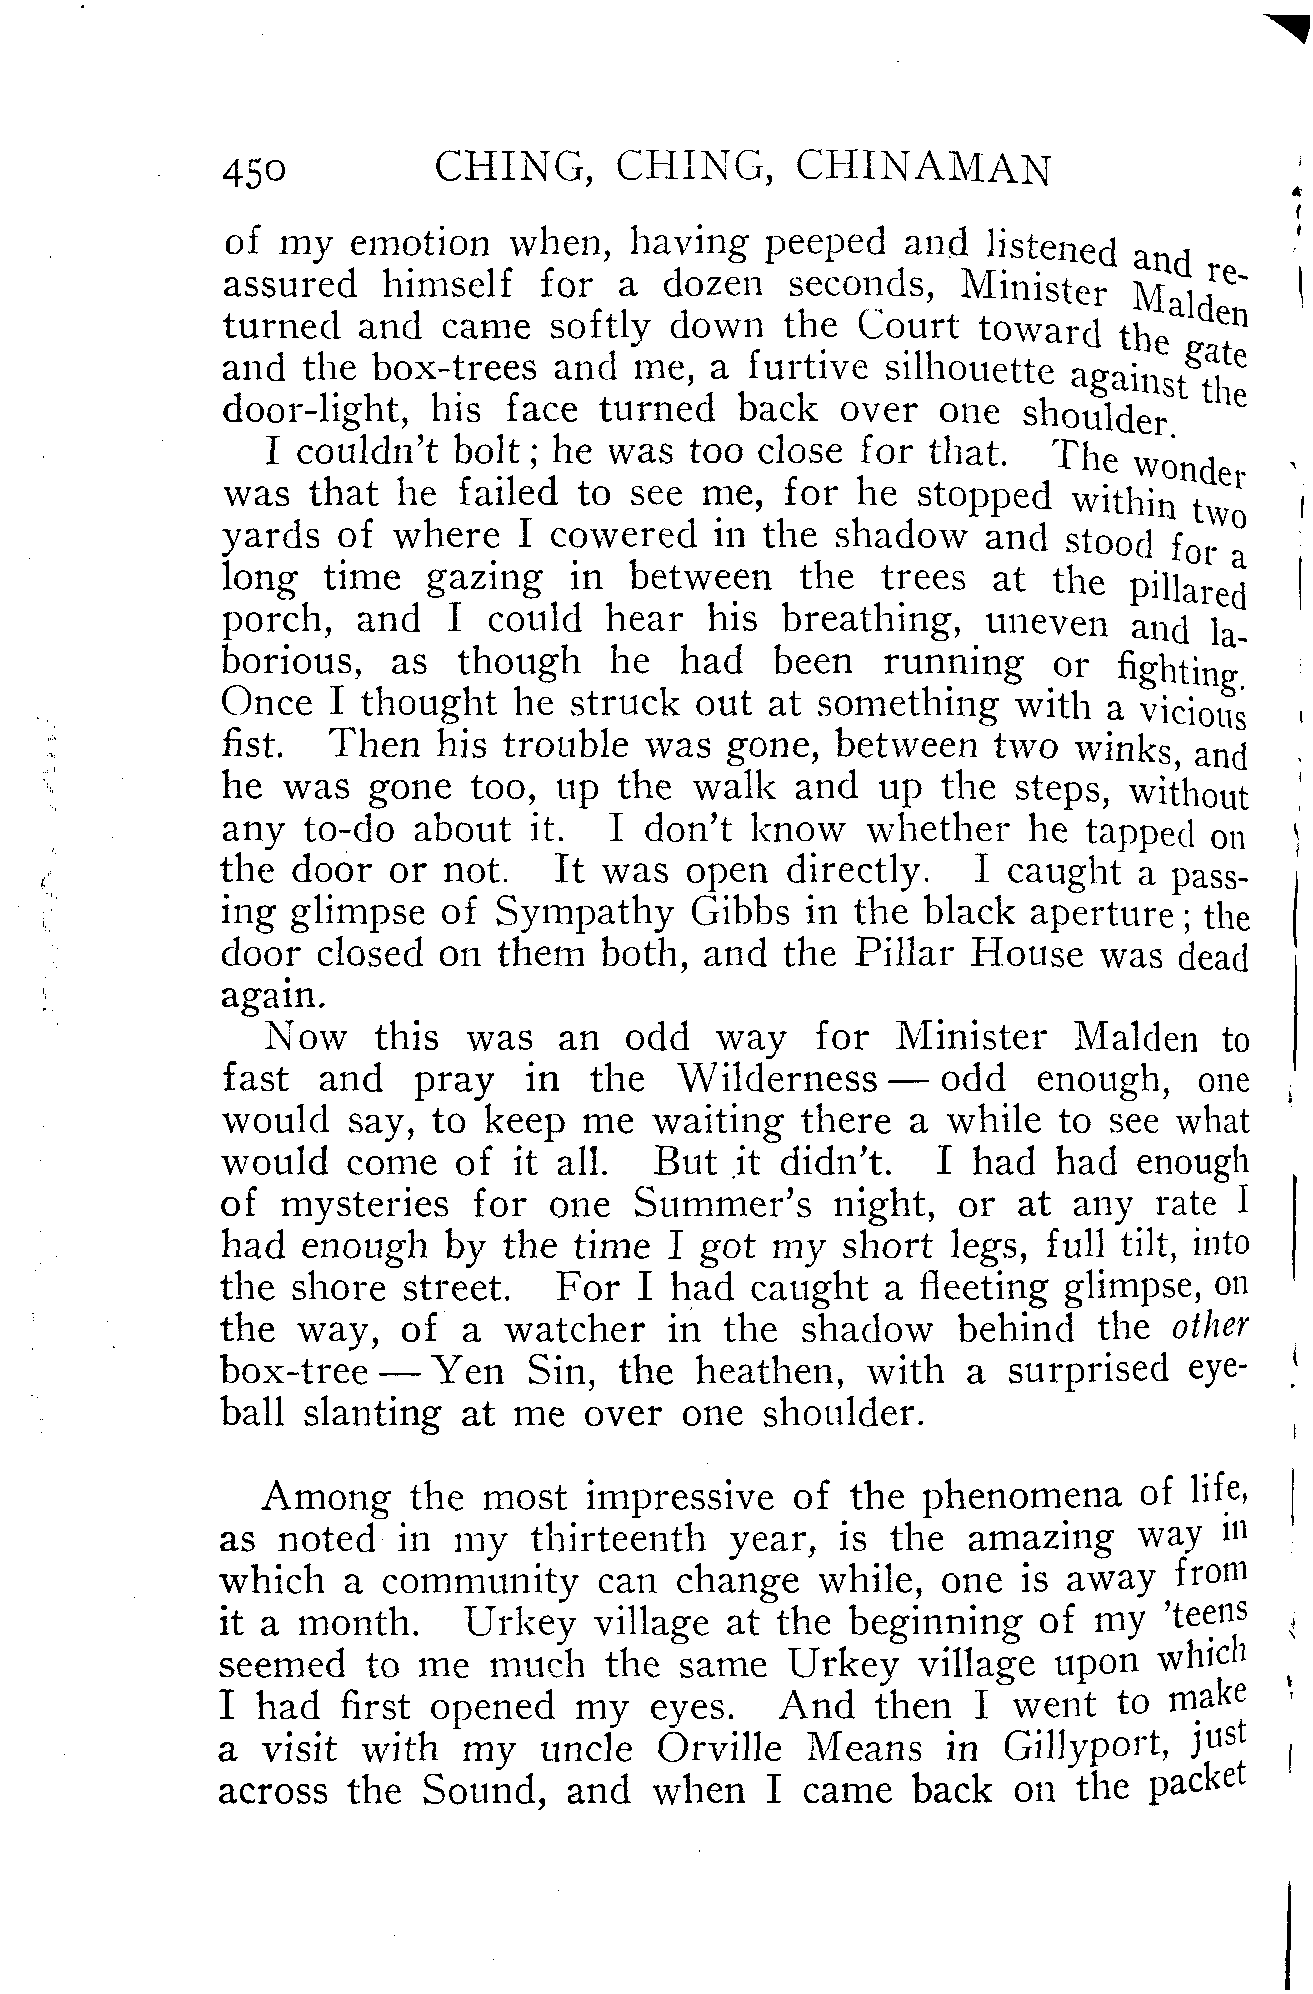 450 CHING, CHING, CHINAMAN
of my emotion when, having peeped and listened and re-
assured himself for a dozen seconds, Minister Malden
turned and came softly down the Court toward the gate
and the box-trees and me, a furtive silhouette against the
door-light, his face turned back over one shoulder.
I couldn't bolt; he was too close for that. The wonder
was that he failed to see me, for he stopped within two
yards of where I cowered in the shadow and stood for a
long time gazing in between the trees at the pillared
porch, and I could hear his breathing, uneven and la-
borious, as though he had been running or fighting.
Once I thought he struck out at something with a vicious
fist. Then his trouble was gone, between two winks, and
he was gone too, up the walk and up the steps, without
any to-do about it. I don't know whether he tapped on
the door or not. It was open directly. I caught a pass-
ing glimpse of Sympathy Gibbs in the black aperture; the
door closed on them both, and the Pillar House was dead
again.
Now this was an odd way for Minister Malden to
fast and pray in the Wilderness — odd enough, one
would say, to keep me waiting there a while to see what
would come of it all. But it didn't. I had had enough
of mysteries for one Summer's night, or at any rate I
had enough by the time I got my short legs, full tilt, into
the shore street. For I had caught a fleeting glimpse, on
the way, of a watcher in the shadow behind the other
box-tree — Yen Sin, the heathen, with a surprised eye-
ball slanting at me over one shoulder.
Among the most impressive of the phenomena of life,
as noted in my thirteenth year, is the amazing way in
which a community can change while, one is away from
it a month. Urkey village at the beginning of my 'teens
seemed to me much the same Urkey village upon which
I had first opened my eyes. And then I went to make
a visit with my uncle Orville Means in Gillyport, just
across the Sound, and when I came back on the packet